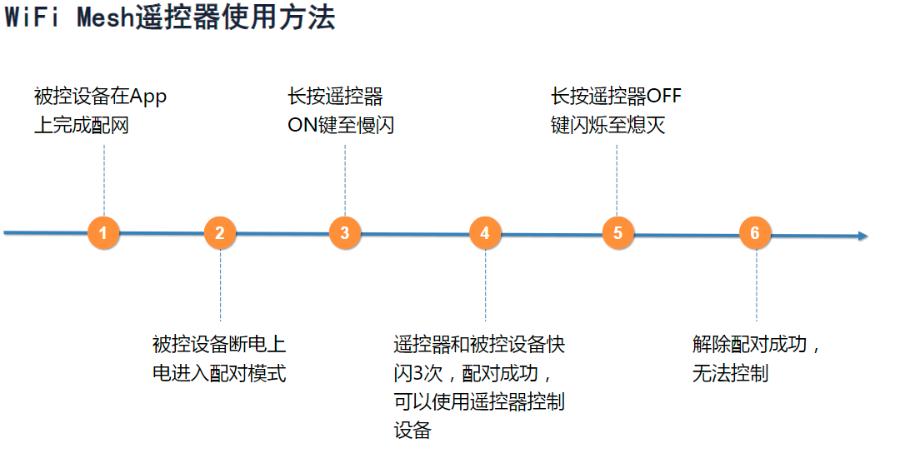 WiFi Mesh遥控器使用方法
被控设备在App
上完成配网
长按遥控器
ON键至慢闪
长按遥控器OFF
键闪烁至熄灭
1
2
3
4
5
6
被控设备断电上
电进入配对模式
遥控器和被控设备快
闪3次，配对成功，
可以使用遥控器控制
设备
解除配对成功，
无法控制